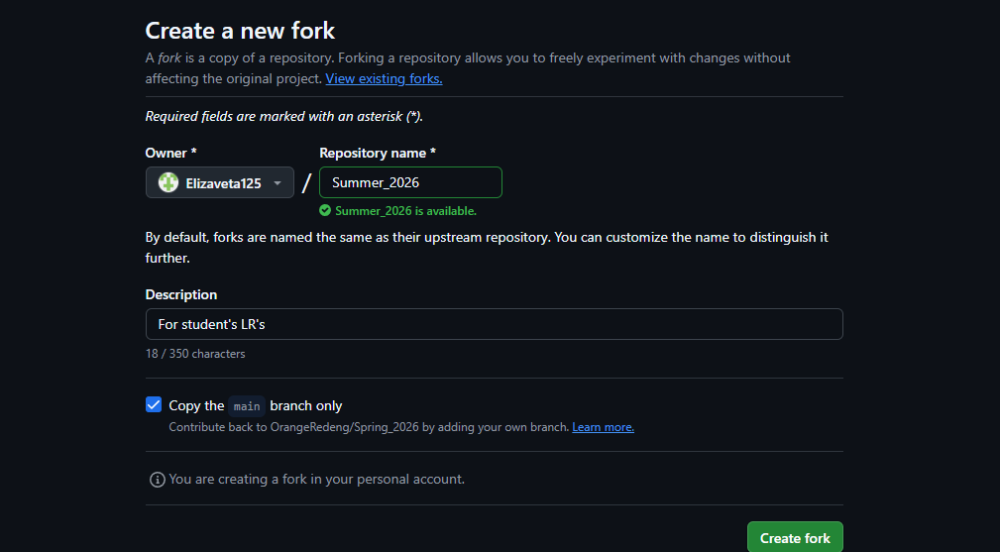 Create a new fork
A fork is a copy of a repository. Forking a repository allows you to freely experiment with changes without
affecting the original project. View existing forks.
Required fields are marked with an asterisk (*).
Owner *
Repository name *
Elizaveta125
/
Summer_2026
Summer_2026 is available.
By default, forks are named the same as their upstream repository. You can customize the name to distinguish it
further.
Description
For student's LR's
18 / 350 characters
Copy the main branch only
Contribute back to OrangeRedeng/Spring_2026 by adding your own branch. Learn more.
You are creating a fork in your personal account.
Create fork